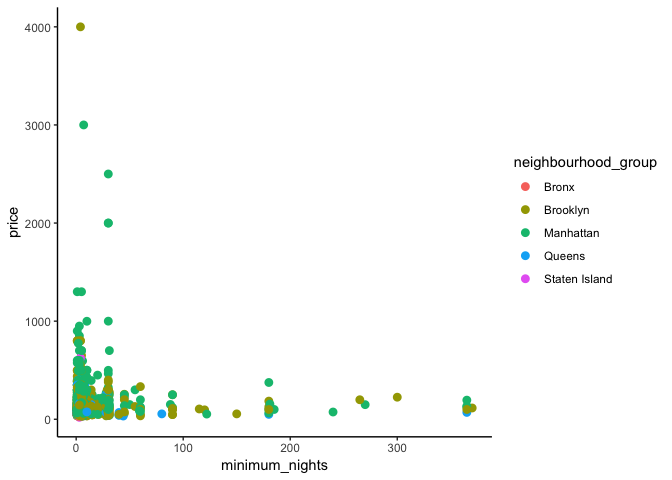 4000
3000
2000
1000
0
price
0 100 200 300
minimum_nights
neighbourhood_group
Bronx
Brooklyn
Manhattan
Queens
Staten Island